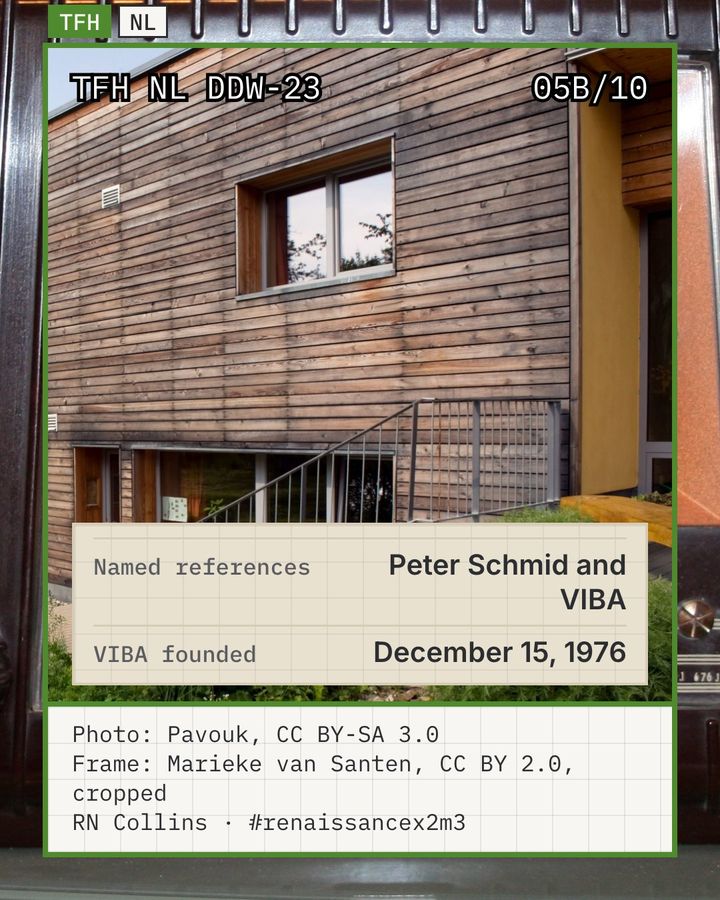 TFH NL
TFH NL DDW-23 05B/10
Named references Peter Schmid and
VIBA
VIBA founded December 15, 1976
Photo: Pavouk, CC BY-SA 3.0
Frame: Marieke van Santen, CC BY 2.0,
cropped
RN Collins · #renaissancex2m3